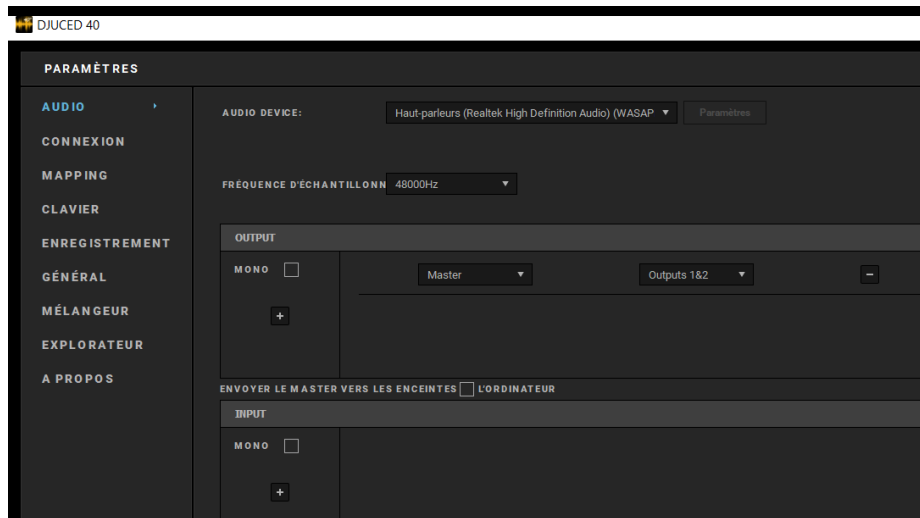 DJUCED 40
PARAMÈTRES
AUDIO
CONNEXION
MAPPING
CLAVIER
ENREGISTREMENT
GÉNÉRAL
MÉLANGEUR
EXPLORATEUR
A PROPOS
AUDIO DEVICE: Haut-parleurs (Realtek High Definition Audio) (WASAP Paramètres
FRÉQUENCE D'ÉCHANTILLONN 48000Hz
OUTPUT
MONO Master Outputs 1&2 −
+
ENVOYER LE MASTER VERS LES ENCEINTES L'ORDINATEUR
INPUT
MONO
+